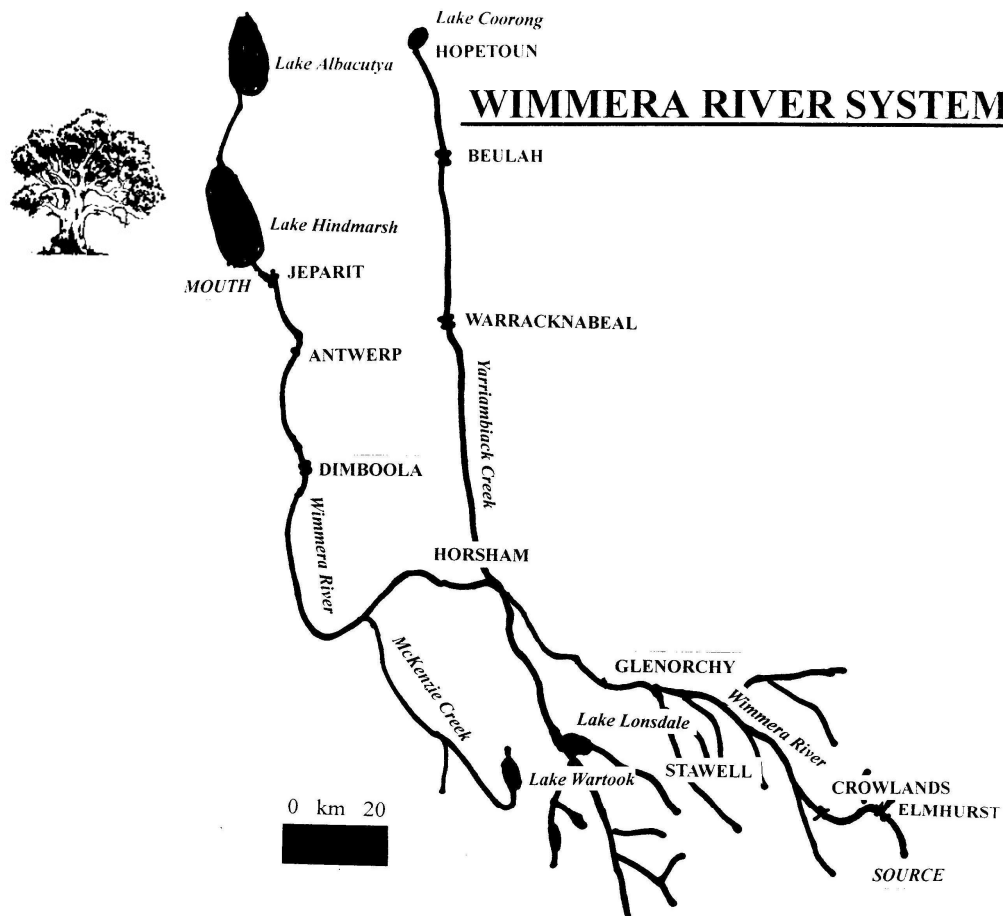 Lake Coorong
HOPETOUN
Lake Albacutya
WIMMERA RIVER SYSTEM
BEULAH
Lake Hindmarsh
JEPARIT
MOUTH
WARRACKNABEAL
ANTWERP
Yarriambiack Creek
DIMBOOLA
Wimmera River
HORSHAM
McKenzie Creek
GLENORCHY
Wimmera River
Lake Lonsdale
STAWELL
Lake Wartook
CROWLANDS
0 km 20
ELMHURST
SOURCE